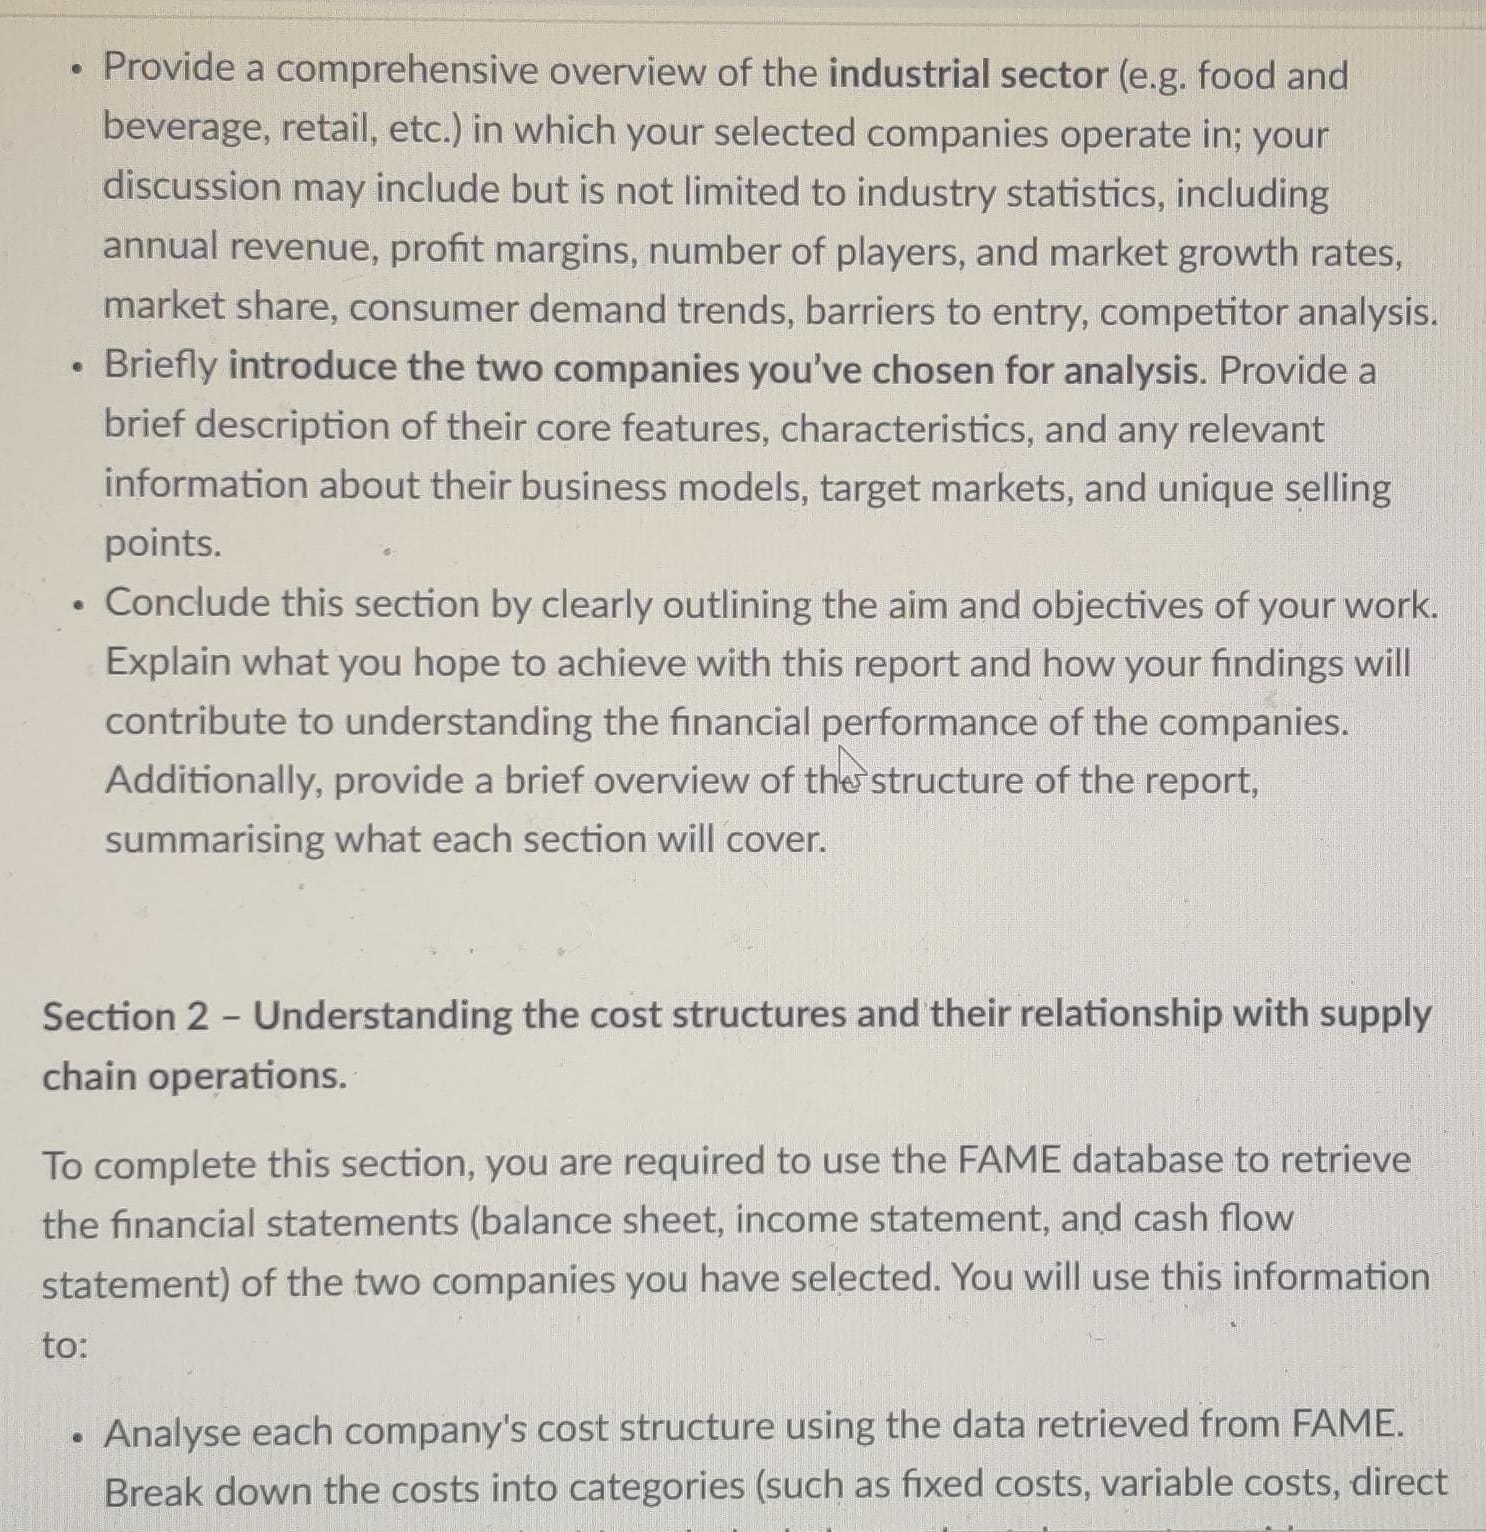 • Provide a comprehensive overview of the industrial sector (e.g. food and
beverage, retail, etc.) in which your selected companies operate in; your
discussion may include but is not limited to industry statistics, including
annual revenue, profit margins, number of players, and market growth rates,
market share, consumer demand trends, barriers to entry, competitor analysis.
• Briefly introduce the two companies you've chosen for analysis. Provide a
brief description of their core features, characteristics, and any relevant
information about their business models, target markets, and unique selling
points.
• Conclude this section by clearly outlining the aim and objectives of your work.
Explain what you hope to achieve with this report and how your findings will
contribute to understanding the financial performance of the companies.
Additionally, provide a brief overview of the structure of the report,
summarising what each section will cover.
Section 2 – Understanding the cost structures and their relationship with supply
chain operations.
To complete this section, you are required to use the FAME database to retrieve
the financial statements (balance sheet, income statement, and cash flow
statement) of the two companies you have selected. You will use this information
to:
• Analyse each company's cost structure using the data retrieved from FAME.
Break down the costs into categories (such as fixed costs, variable costs, direct